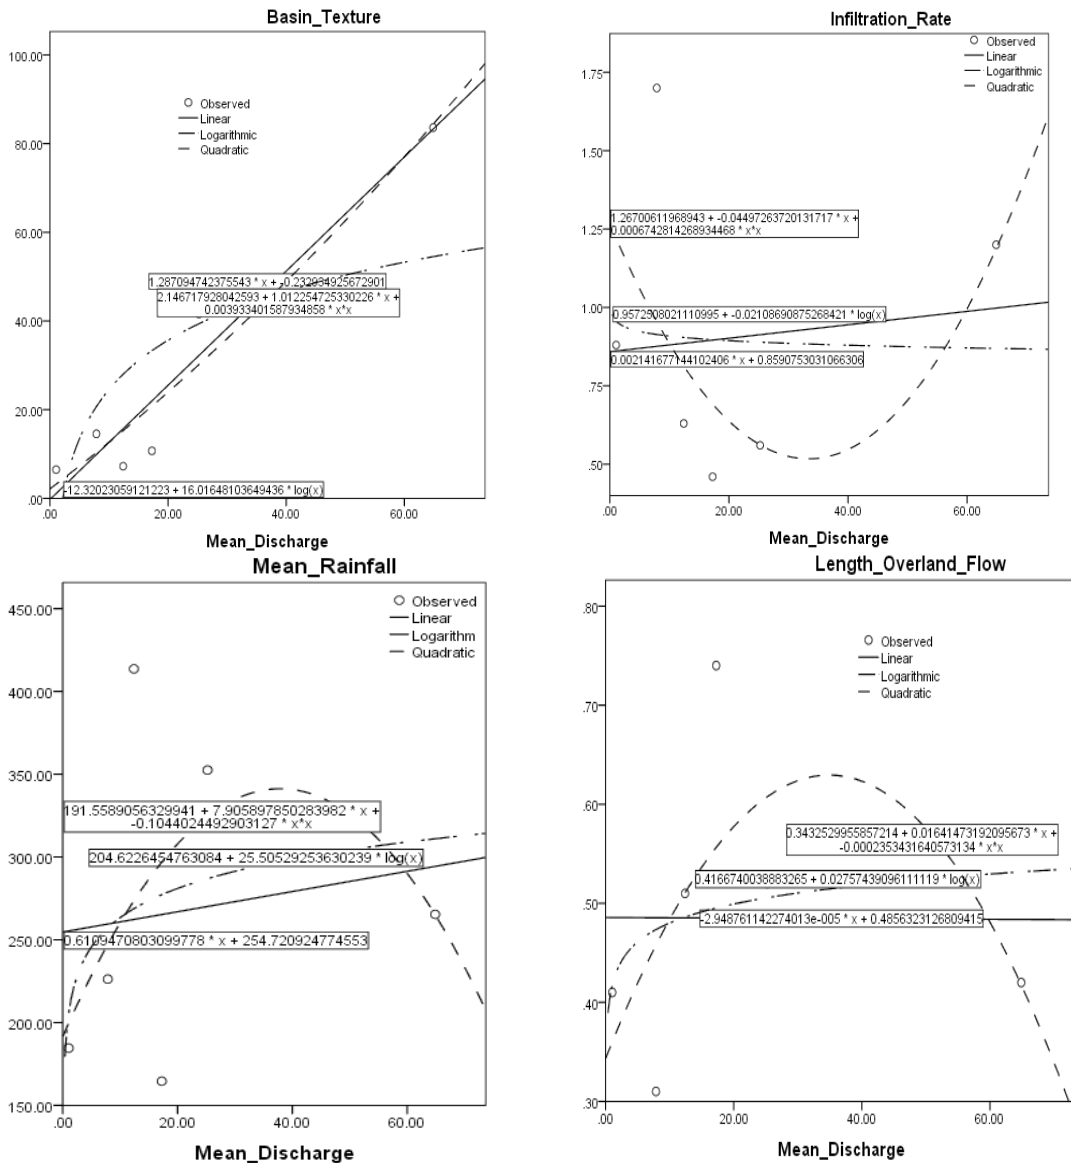 Basin_Texture
100.00
80.00
60.00
40.00
20.00
.00
Observed
Linear
Logarithmic
Quadratic
1.287094742375543 * x + -0.232934925672901
2.146717928042593 + 1.012254725330226 * x +
0.003933401587934858 * x*x
-12.32023059121223 + 16.01648103649436 * log(x)
.00
20.00
40.00
60.00
Mean_Discharge
Infiltration_Rate
1.75
1.50
1.25
1.00
0.75
.50
Observed
Linear
Logarithmic
Quadratic
1.26700611968943 + -0.04497263720131717 * x +
0.0006742814268934468 * x*x
0.9572508021110995 + -0.02108690875268421 * log(x)
0.002141677144102406 * x + 0.8590753031066306
.00
20.00
40.00
60.00
Mean_Discharge
Mean_Rainfall
450.00
400.00
350.00
300.00
250.00
200.00
150.00
Observed
Linear
Logarithm
Quadratic
191.5589056329941 + 7.905897850283982 * x +
-0.1044024492903127 * x*x
204.6226454763084 + 25.50529253630239 * log(x)
0.6109470803099778 * x + 254.720924774553
.00
20.00
40.00
60.00
Mean_Discharge
Length_Overland_Flow
.80
.70
.60
.50
.40
.30
Observed
Linear
Logarithmic
Quadratic
0.3432529955857214 + 0.01641473192095673 * x +
-0.0002353431640573134 * x*x
0.4166740038883265 + 0.02757439096111119 * log(x)
-2.948761142274013e-005 * x + 0.4856323126809415
.00
20.00
40.00
60.00
Mean_Discharge